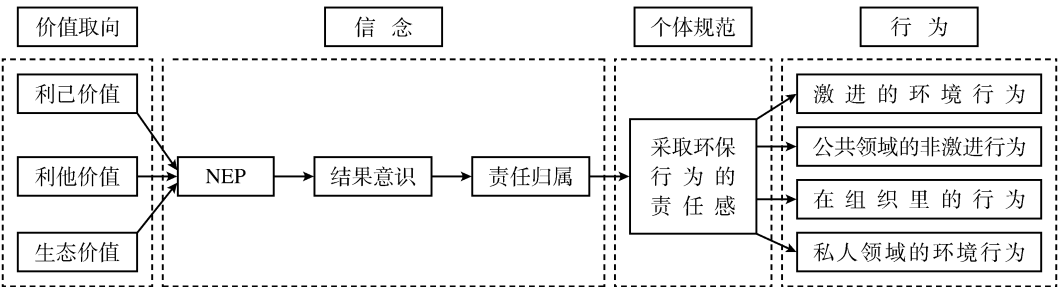 价值取向
信念
个体规范
行为
利己价值
利他价值
生态价值
NEP
结果意识
责任归属
采取环保
行为的
责任感
激进的环境行为
公共领域的非激进行为
在组织里的行为
私人领域的环境行为